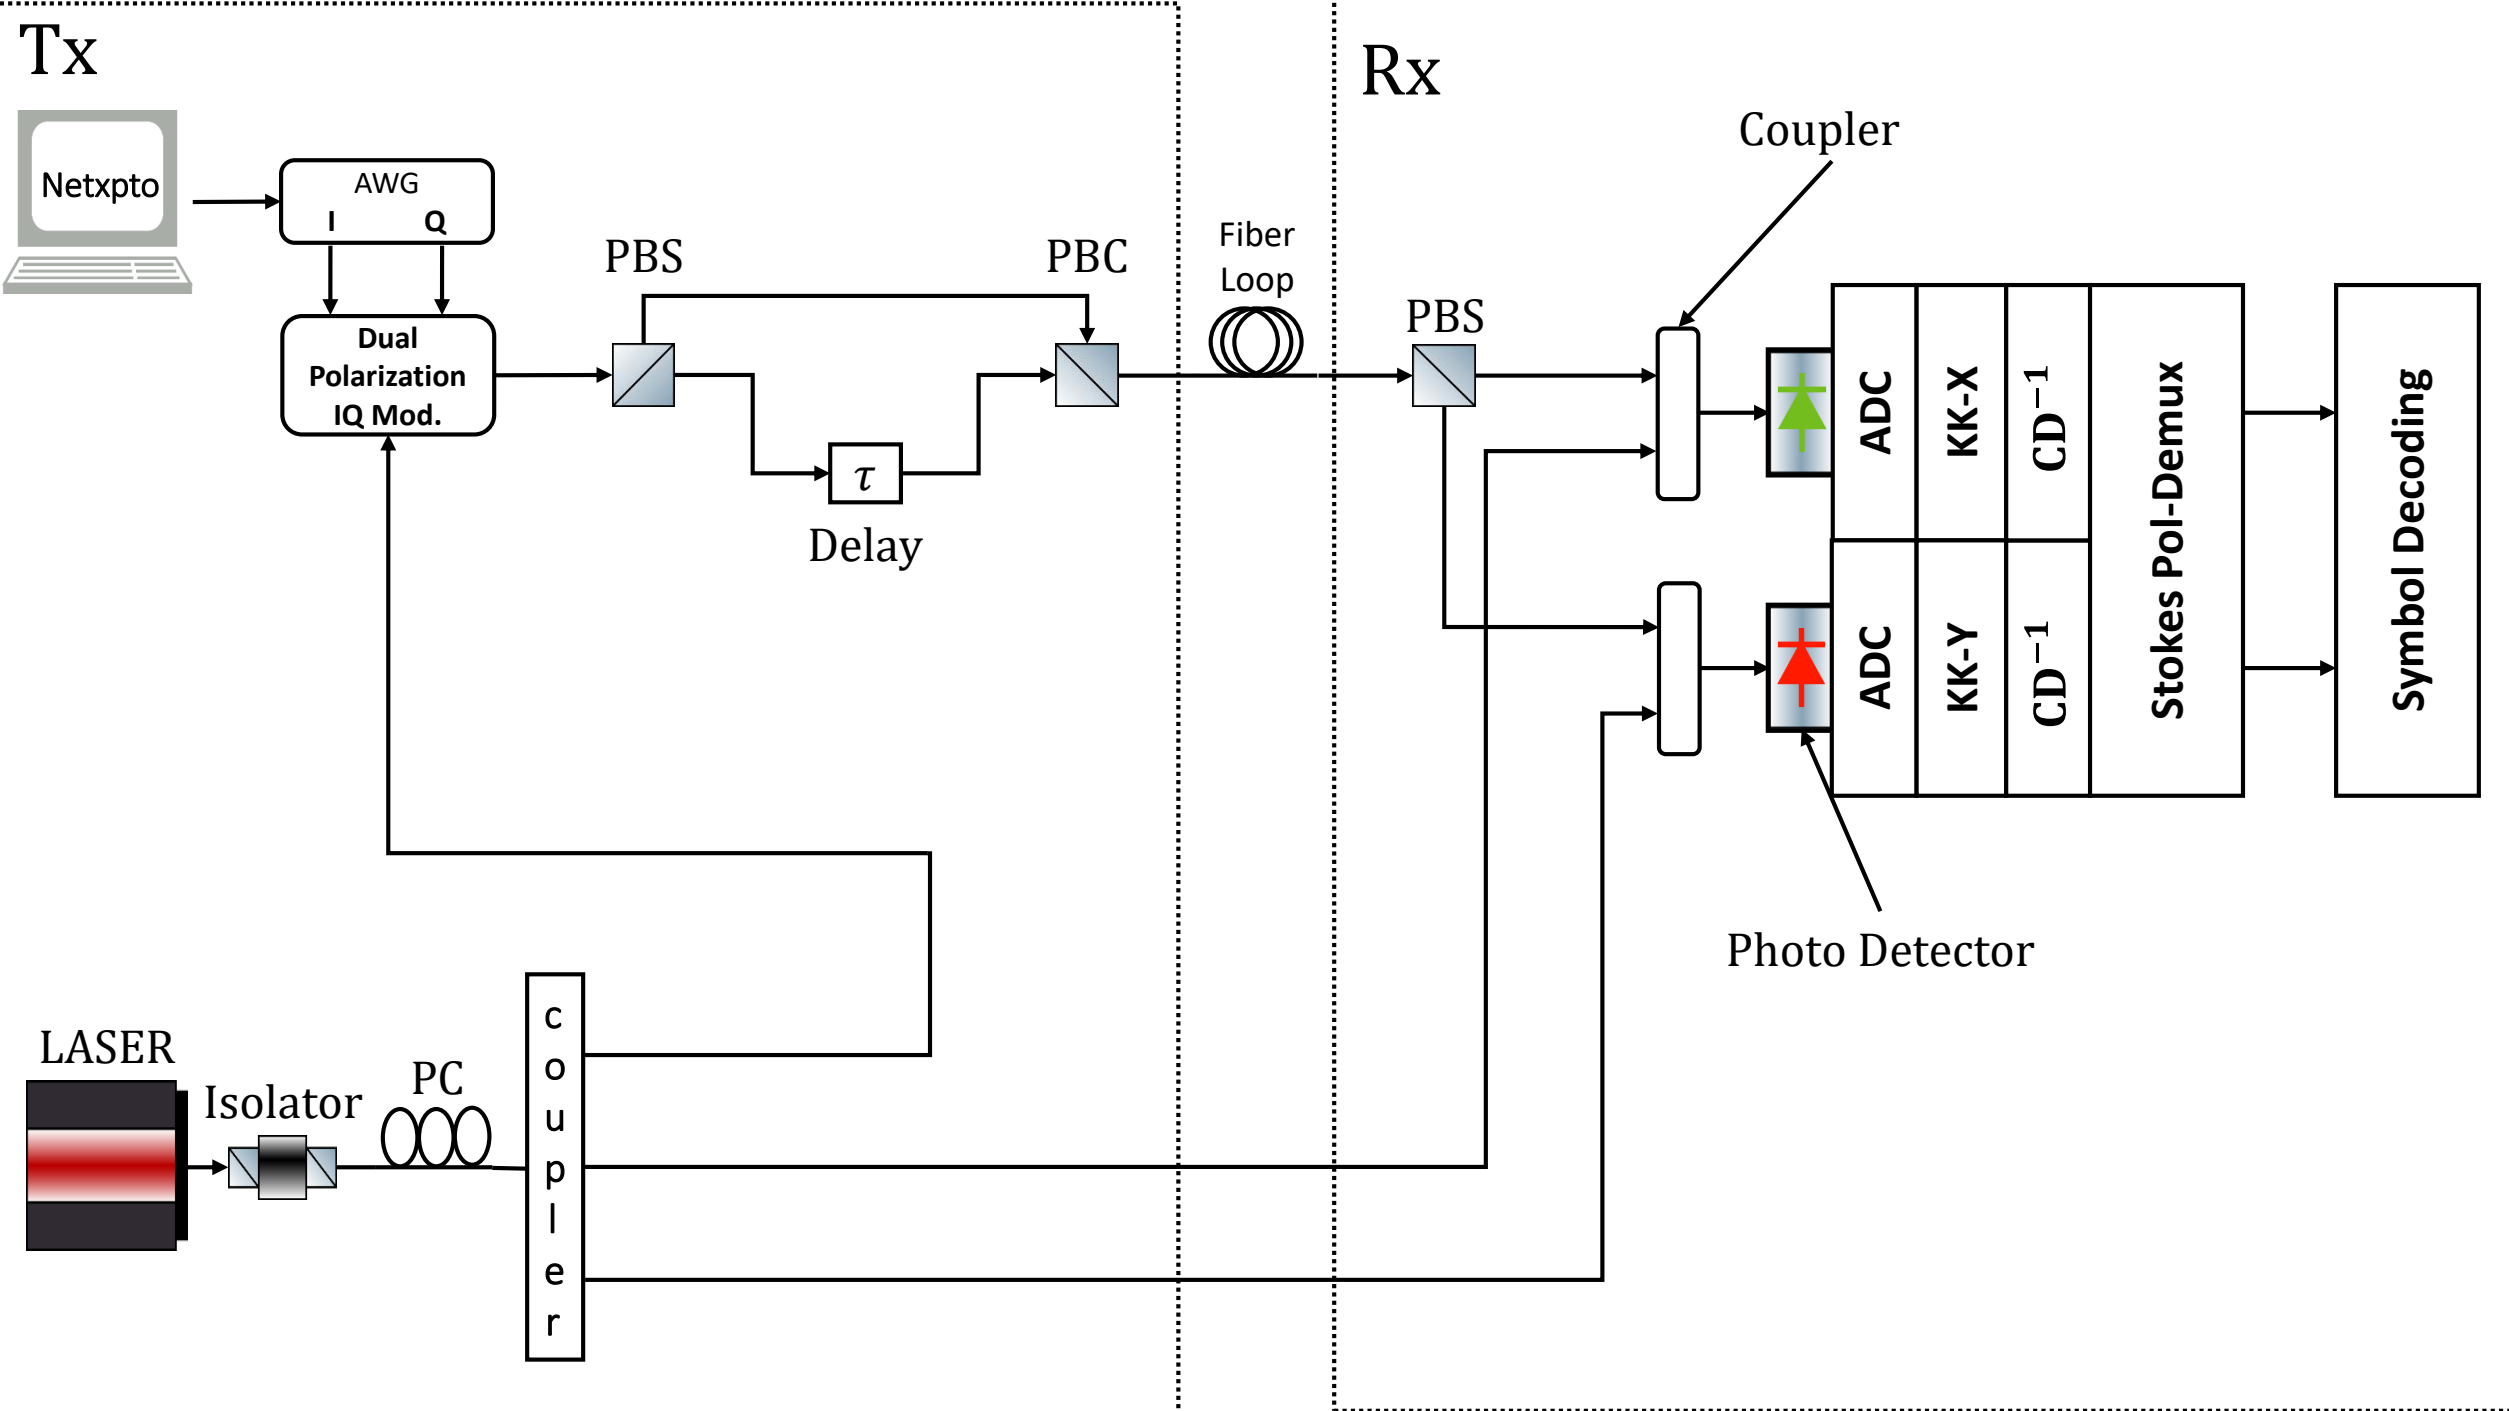 Tx
Rx
Netxpto
AWG
I Q
Dual
Polarization
IQ Mod.
PBS
PBC
τ
Delay
Fiber
Loop
PBS
Coupler
ADC
KK-X
CD⁻¹
ADC
KK-Y
CD⁻¹
Stokes Pol-Demux
Symbol Decoding
Photo Detector
LASER
Isolator
PC
coupler